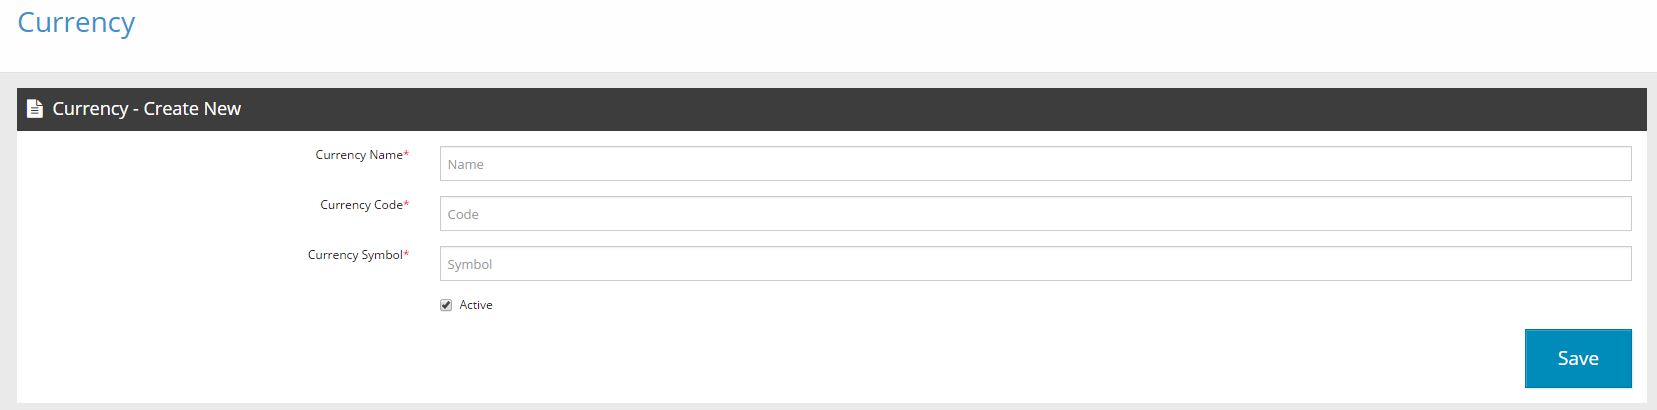 Currency
Currency - Create New
Currency Name*
Name
Currency Code*
Code
Currency Symbol*
Symbol
Active
Save